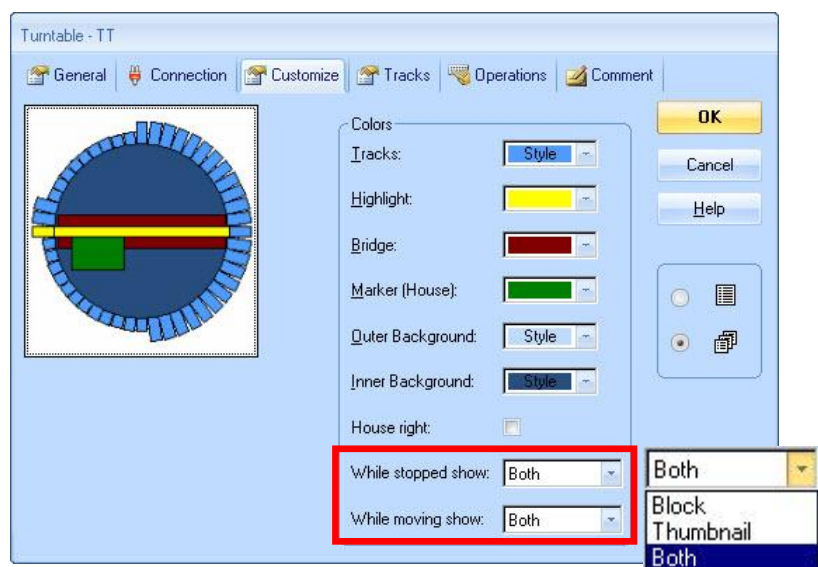 Turntable - TT
General Connection Customize Tracks Operations Comment
Colors
Tracks: Style
Highlight:
Bridge:
Marker (House):
Outer Background: Style
Inner Background: Style
House right:
While stopped show: Both
While moving show: Both
OK
Cancel
Help
Both
Block
Thumbnail
Both